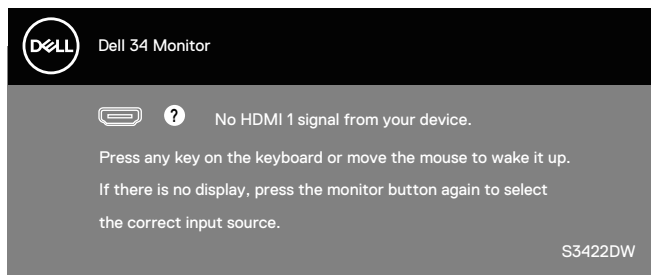 DELL
Dell 34 Monitor
? No HDMI 1 signal from your device.
Press any key on the keyboard or move the mouse to wake it up.
If there is no display, press the monitor button again to select
the correct input source.
S3422DW